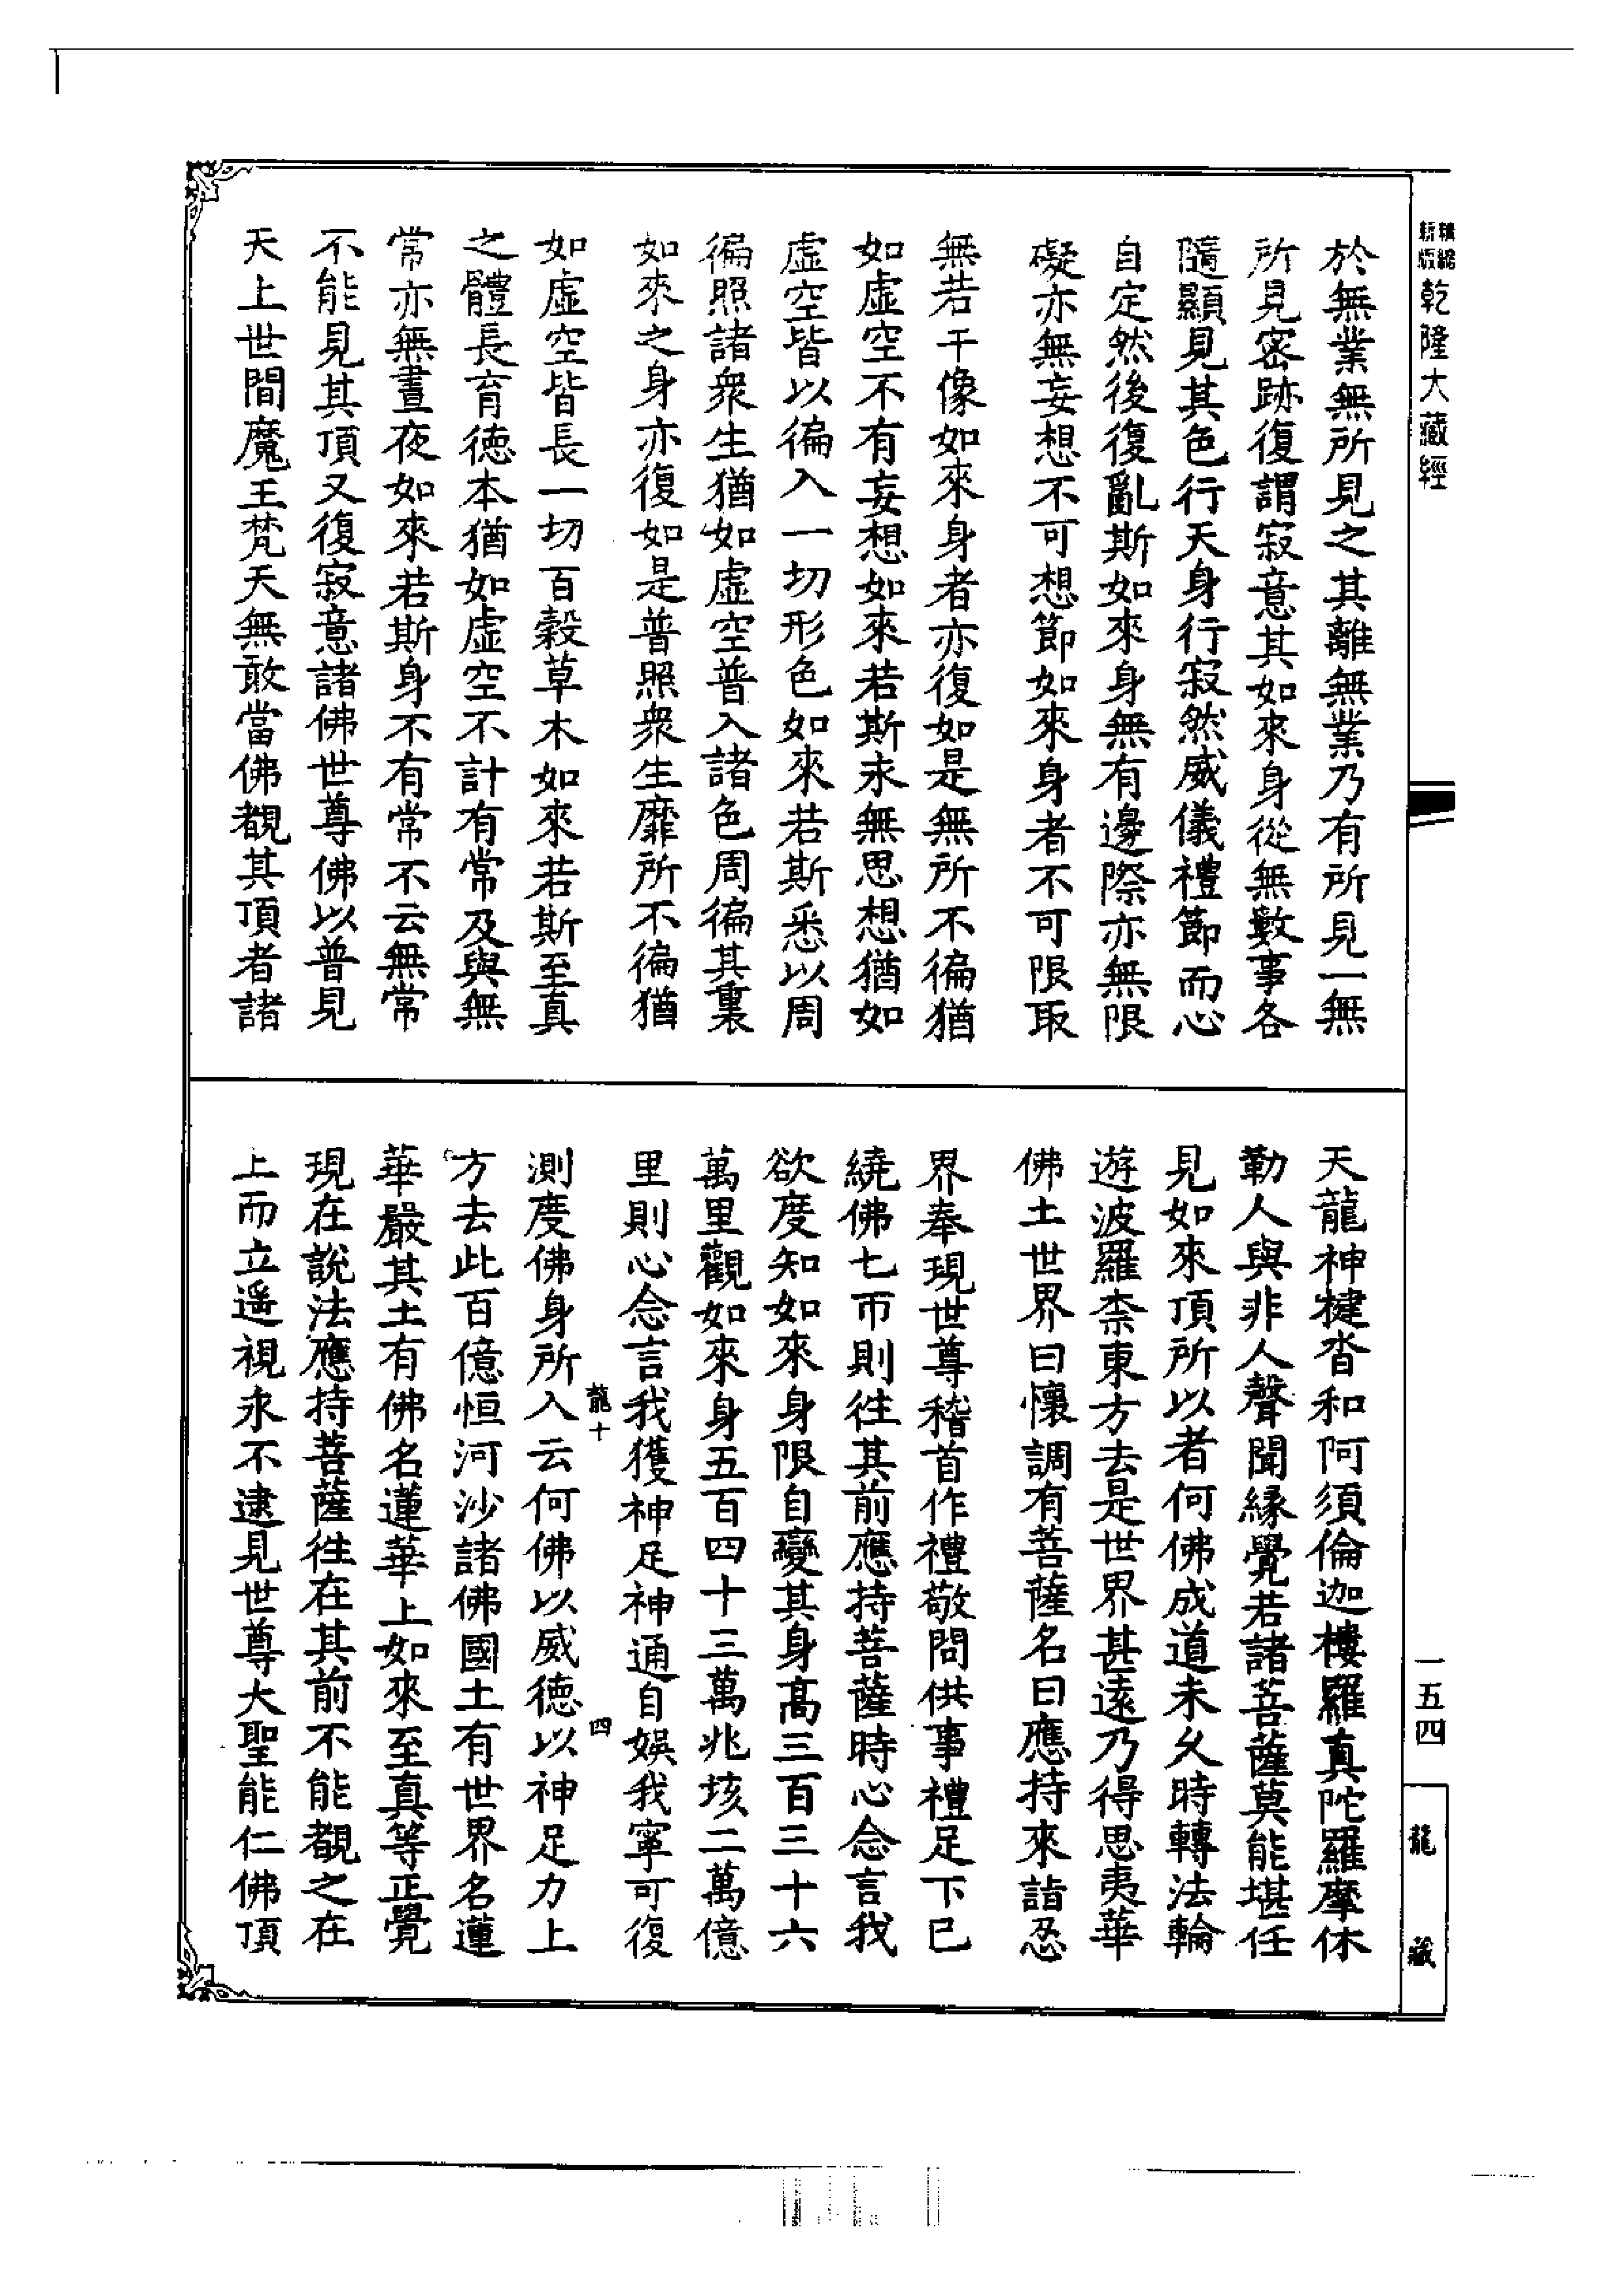 精縮
新版
乾隆大藏經
於無業無所見之其離無業乃有所見一無
所見密跡復謂寂意其如來身從無數事各
隨顯見其色行天身行寂然威儀禮節而心
自定然後復亂斯如來身無有邊際亦無限
礙亦無妄想不可想節如來身者不可限取
無若干像如來身者亦復如是無所不徧猶
如虛空不有妄想如來若斯永無思想猶如
虛空皆以徧入一切形色如來若斯悉以周
徧照諸衆生猶如虛空普入諸色周徧其裏
如來之身亦復如是普照衆生靡所不徧猶
如虛空皆長一切百穀草木如來若斯至真
之體長育德本猶如虛空不計有常及與無
常亦無晝夜如來若斯身不有常不云無常
不能見其頂又復寂意諸佛世尊佛以普見
天上世間魔王梵天無敢當佛覩其頂者諸
天龍神犍沓和阿須倫迦樓羅真陀羅摩休
勒人與非人聲聞緣覺若諸菩薩莫能堪任
見如來頂所以者何佛成道未久時轉法輪
遊波羅柰東方去是世界甚遠乃得思夷華
佛土世界曰懷調有菩薩名曰應持來詣忍
界奉現世尊稽首作禮敬問供事禮足下已
繞佛七帀則往其前應持菩薩時心念言我
欲度知如來身限自變其身高三百三十六
萬里觀如來身五百四十三萬兆垓二萬億
里則心念言我獲神足神通自娛我寧可復
龍十
四
測度佛身所入云何佛以威德以神足力上
方去此百億恒河沙諸佛國土有世界名蓮
華嚴其土有佛名蓮華上如來至真等正覺
現在說法應持菩薩往在其前不能覩之在
上而立遥視永不逮見世尊大聖能仁佛頂
一五四
龍藏